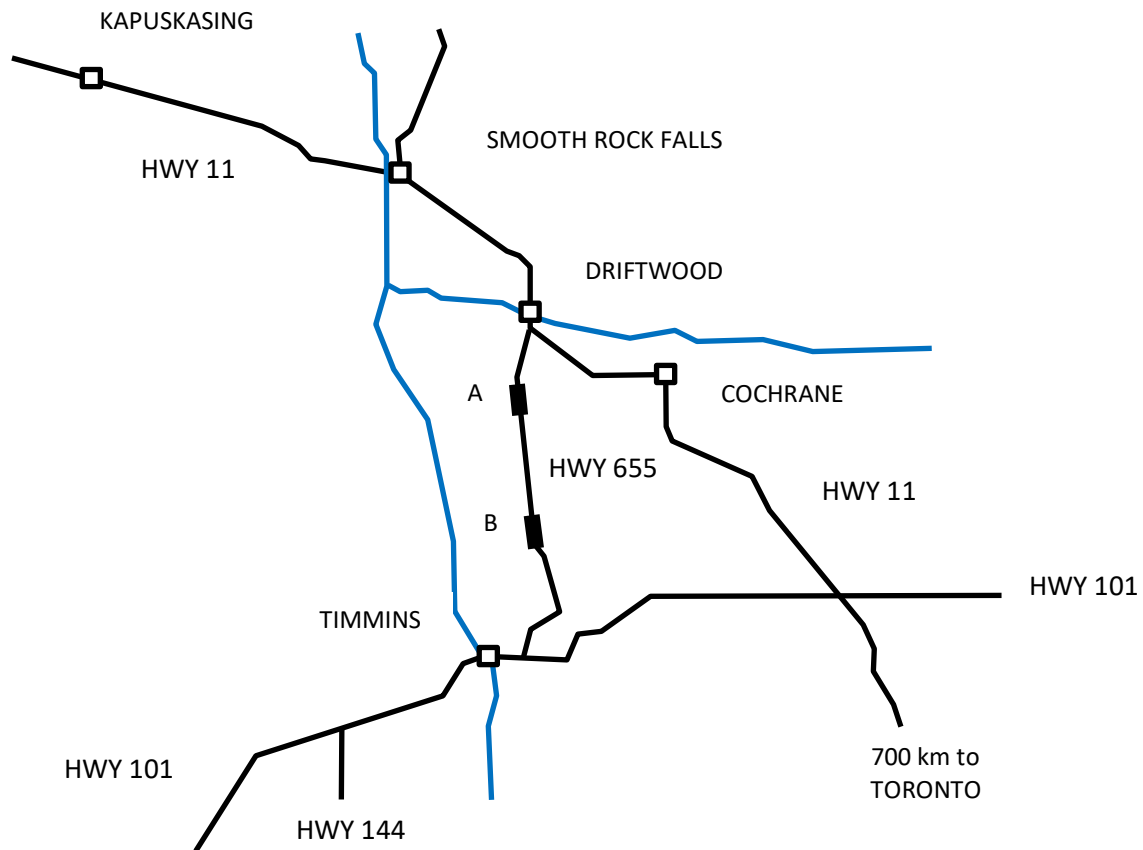 KAPUSKASING
SMOOTH ROCK FALLS
HWY 11
DRIFTWOOD
A
COCHRANE
HWY 655
HWY 11
B
HWY 101
TIMMINS
HWY 101
700 km to
TORONTO
HWY 144